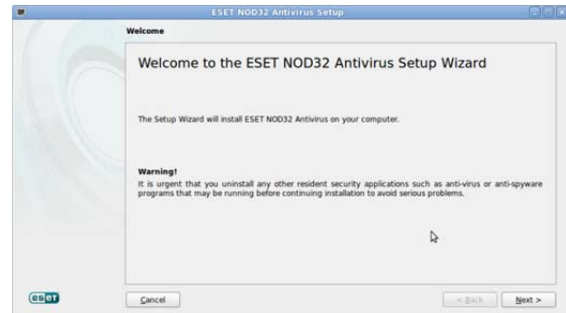 ESET NOD32 Antivirus Setup
Welcome
Welcome to the ESET NOD32 Antivirus Setup Wizard
The Setup Wizard will install ESET NOD32 Antivirus on your computer.
Warning!
It is urgent that you uninstall any other resident security applications such as anti-virus or anti-spyware
programs that may be running before continuing installation to avoid serious problems.
eset
Cancel
< Back
Next >